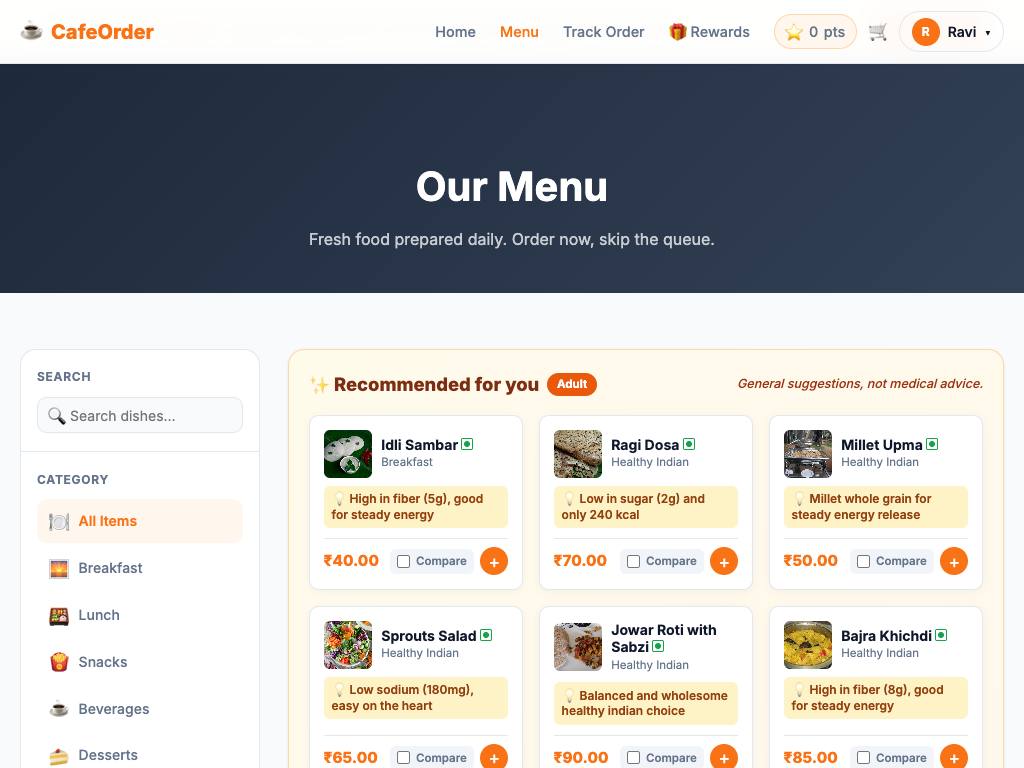 CafeOrder
Home
Menu
Track Order
Rewards
0 pts
R
Ravi
Our Menu
Fresh food prepared daily. Order now, skip the queue.
SEARCH
Search dishes...
CATEGORY
All Items
Breakfast
Lunch
Snacks
Beverages
Desserts
Recommended for you
Adult
General suggestions, not medical advice.
Idli Sambar
Breakfast
High in fiber (5g), good
for steady energy
₹40.00
Compare
+
Ragi Dosa
Healthy Indian
Low in sugar (2g) and
only 240 kcal
₹70.00
Compare
+
Millet Upma
Healthy Indian
Millet whole grain for
steady energy release
₹50.00
Compare
+
Sprouts Salad
Healthy Indian
Low sodium (180mg),
easy on the heart
₹65.00
Compare
+
Jowar Roti with
Sabzi
Healthy Indian
Balanced and wholesome
healthy indian choice
₹90.00
Compare
+
Bajra Khichdi
Healthy Indian
High in fiber (8g), good
for steady energy
₹85.00
Compare
+